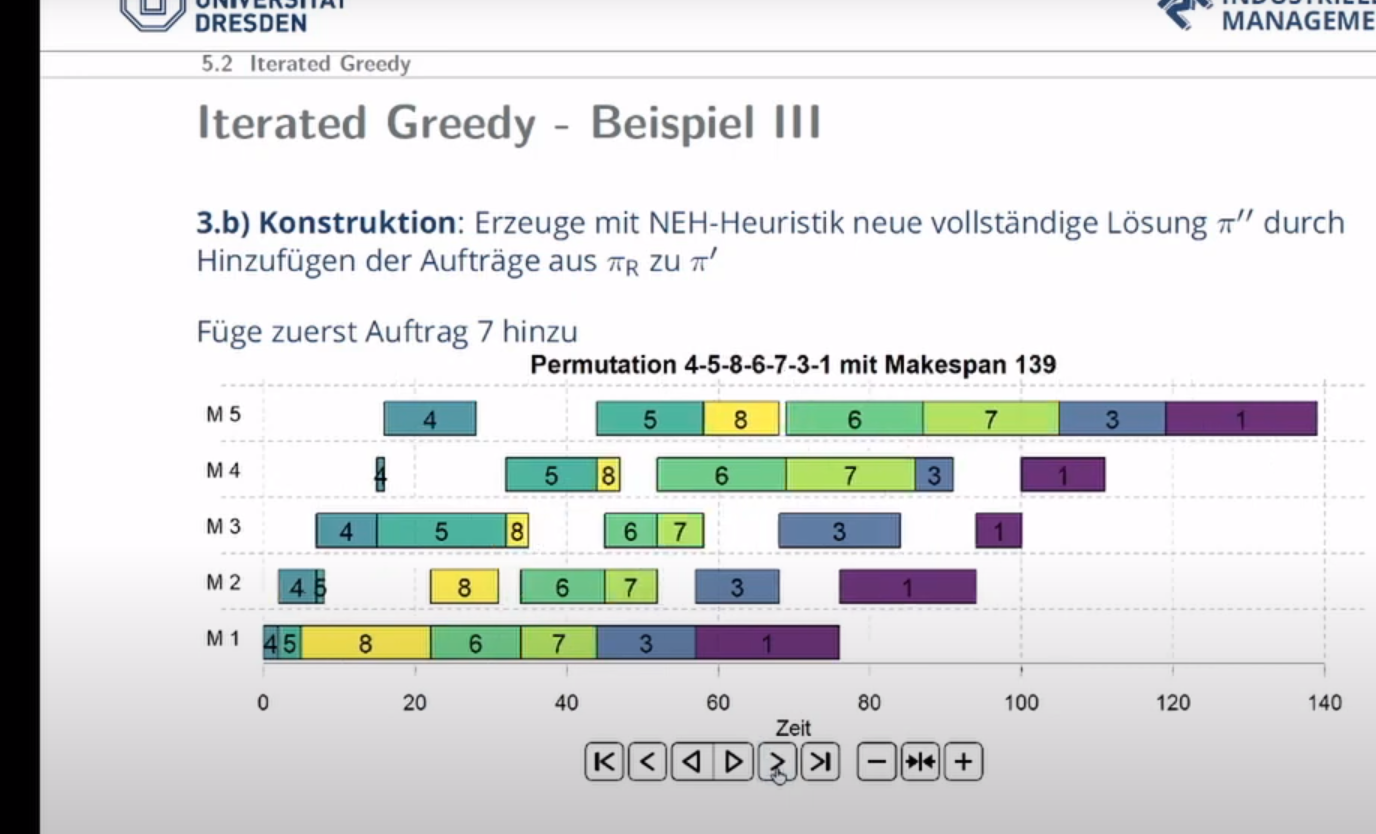 UNIVERSITÄT
DRESDEN
INDUSTRIELL
MANAGEME
5.2 Iterated Greedy
Iterated Greedy - Beispiel III
3.b) Konstruktion: Erzeuge mit NEH-Heuristik neue vollständige Lösung π′′ durch
Hinzufügen der Aufträge aus πR zu π′
Füge zuerst Auftrag 7 hinzu
Permutation 4-5-8-6-7-3-1 mit Makespan 139
M 5 4 5 8 6 7 3 1
M 4 4 5 8 6 7 3 1
M 3 4 5 8 6 7 3 1
M 2 4 5 8 6 7 3 1
M 1 4 5 8 6 7 3 1
0 20 40 60 80 100 120 140
Zeit